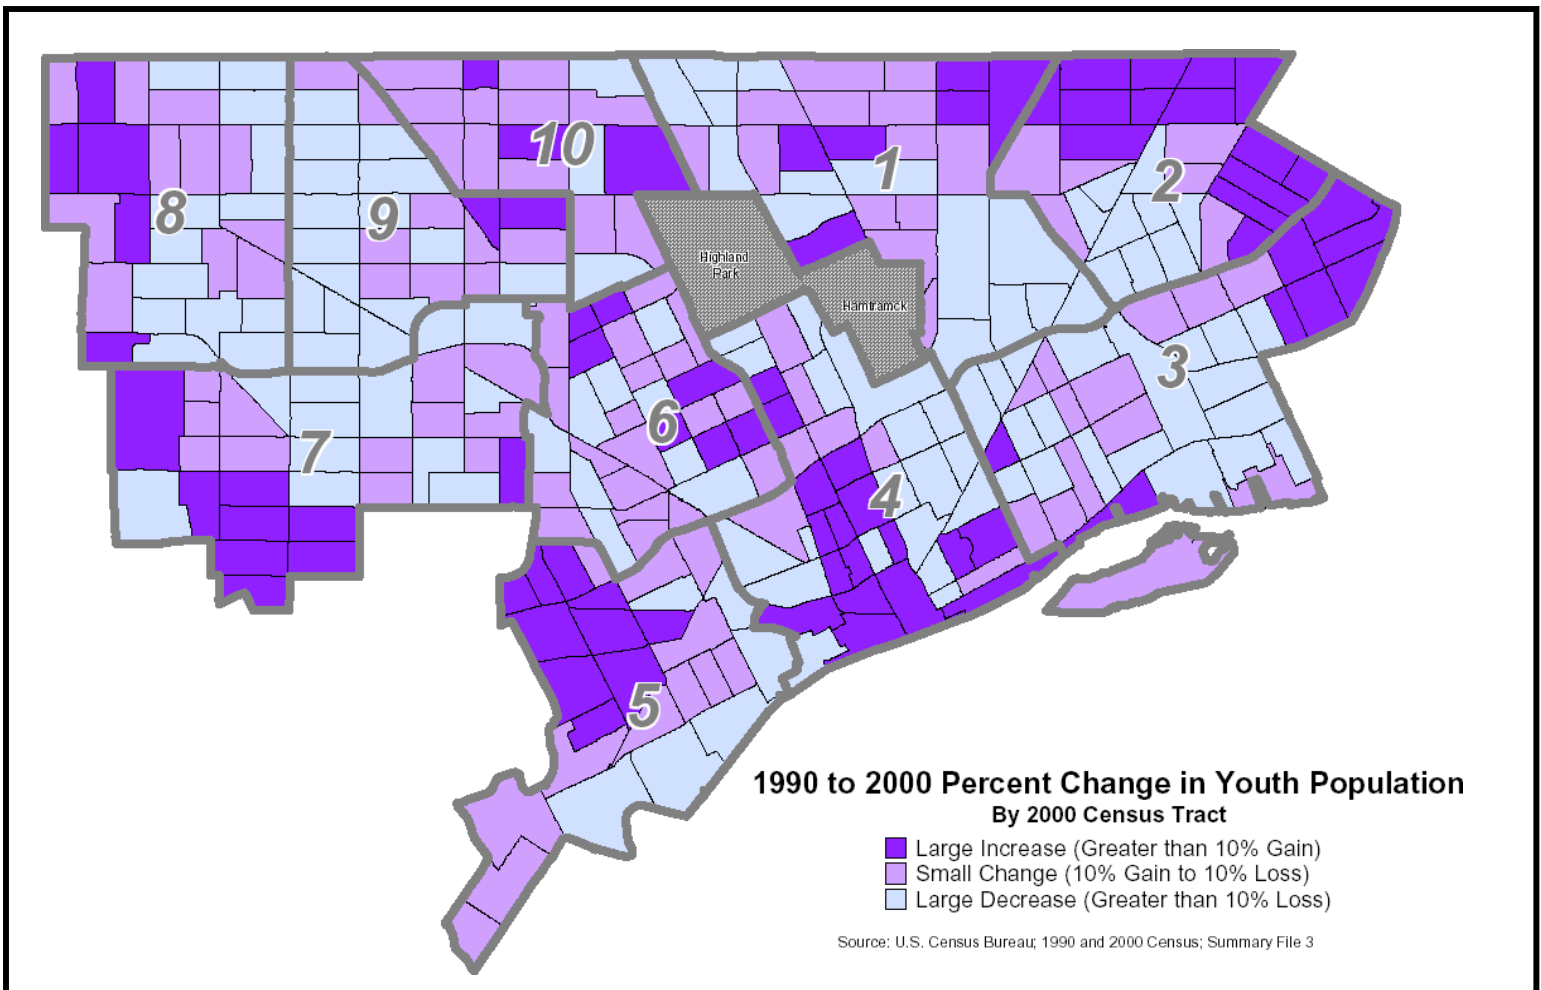 10
1
2
8
9
Highland
Park
Hamtramck
3
6
7
4
5
1990 to 2000 Percent Change in Youth Population
By 2000 Census Tract
Large Increase (Greater than 10% Gain)
Small Change (10% Gain to 10% Loss)
Large Decrease (Greater than 10% Loss)
Source: U.S. Census Bureau; 1990 and 2000 Census; Summary File 3